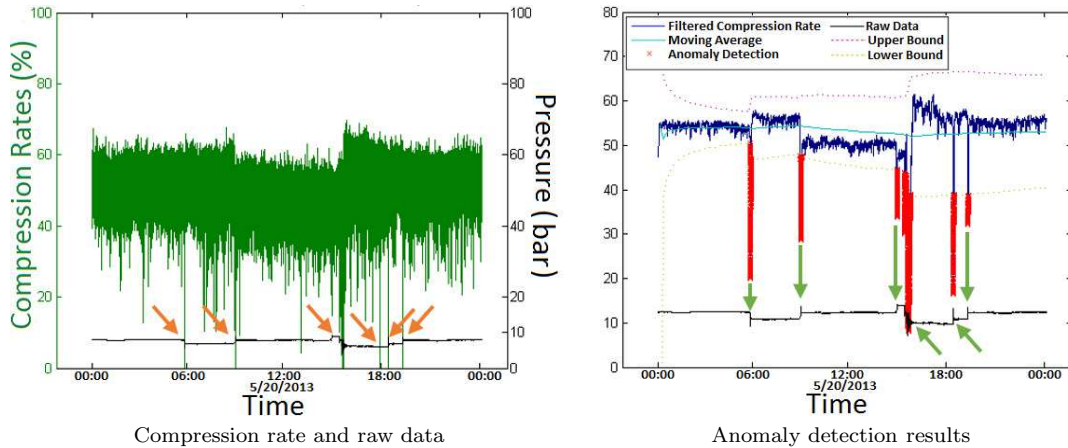 100
100
80
80
60
60
40
40
20
20
0
0
00:00
06:00
12:00
18:00
00:00
5/20/2013
Compression Rates (%)
Pressure (bar)
Time
Compression rate and raw data
80
70
60
50
40
30
20
10
0
Filtered Compression Rate
Moving Average
Anomaly Detection
Raw Data
Upper Bound
Lower Bound
00:00
06:00
12:00
18:00
00:00
5/20/2013
Time
Anomaly detection results